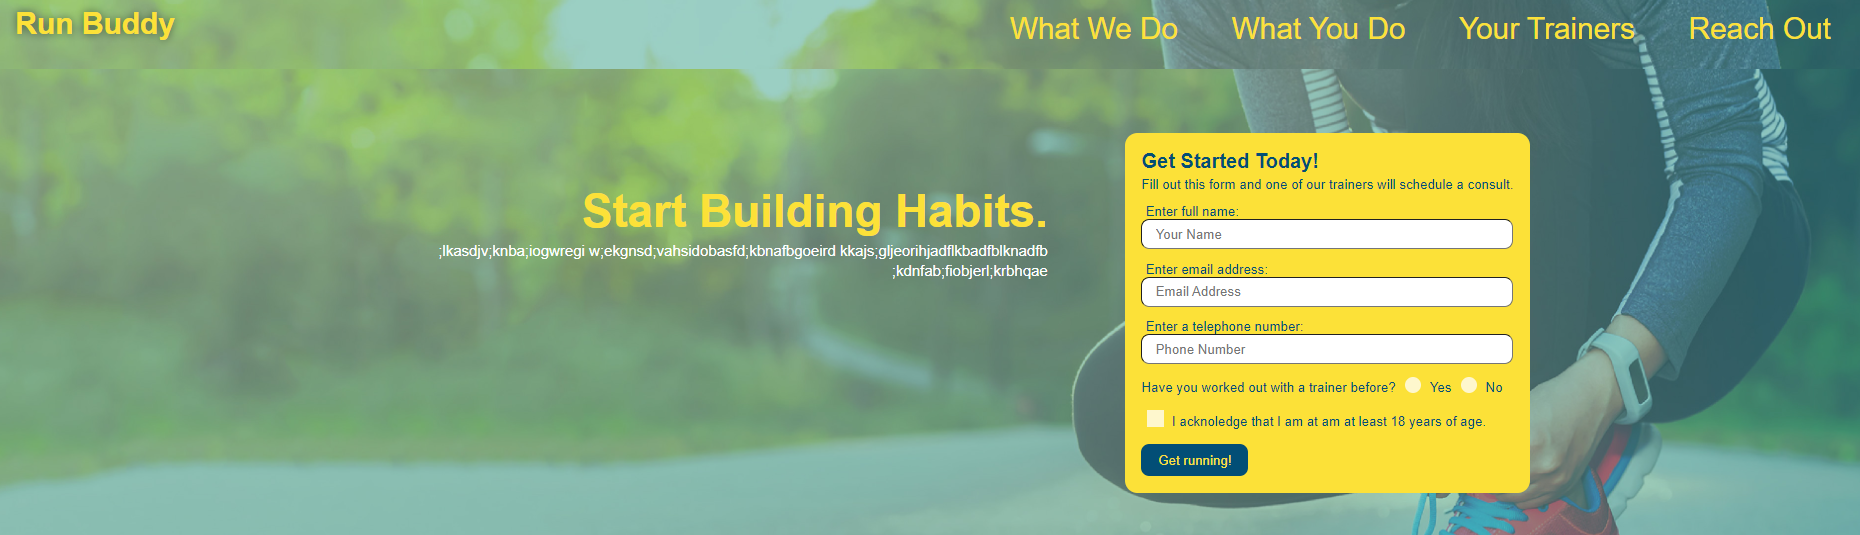 Run Buddy
What We Do
What You Do
Your Trainers
Reach Out
Start Building Habits.
;lkasdjv;knba;iogwregi w;ekgnsd;vahsidobasfd;kbnafbgoeird kkajs;gljeorihjadflkbadfblknadfb
;kdnfab;fiobjerl;krbhqae
Get Started Today!
Fill out this form and one of our trainers will schedule a consult.
Enter full name:
Your Name
Enter email address:
Email Address
Enter a telephone number:
Phone Number
Have you worked out with a trainer before? Yes No
I acknoledge that I am at am at least 18 years of age.
Get running!